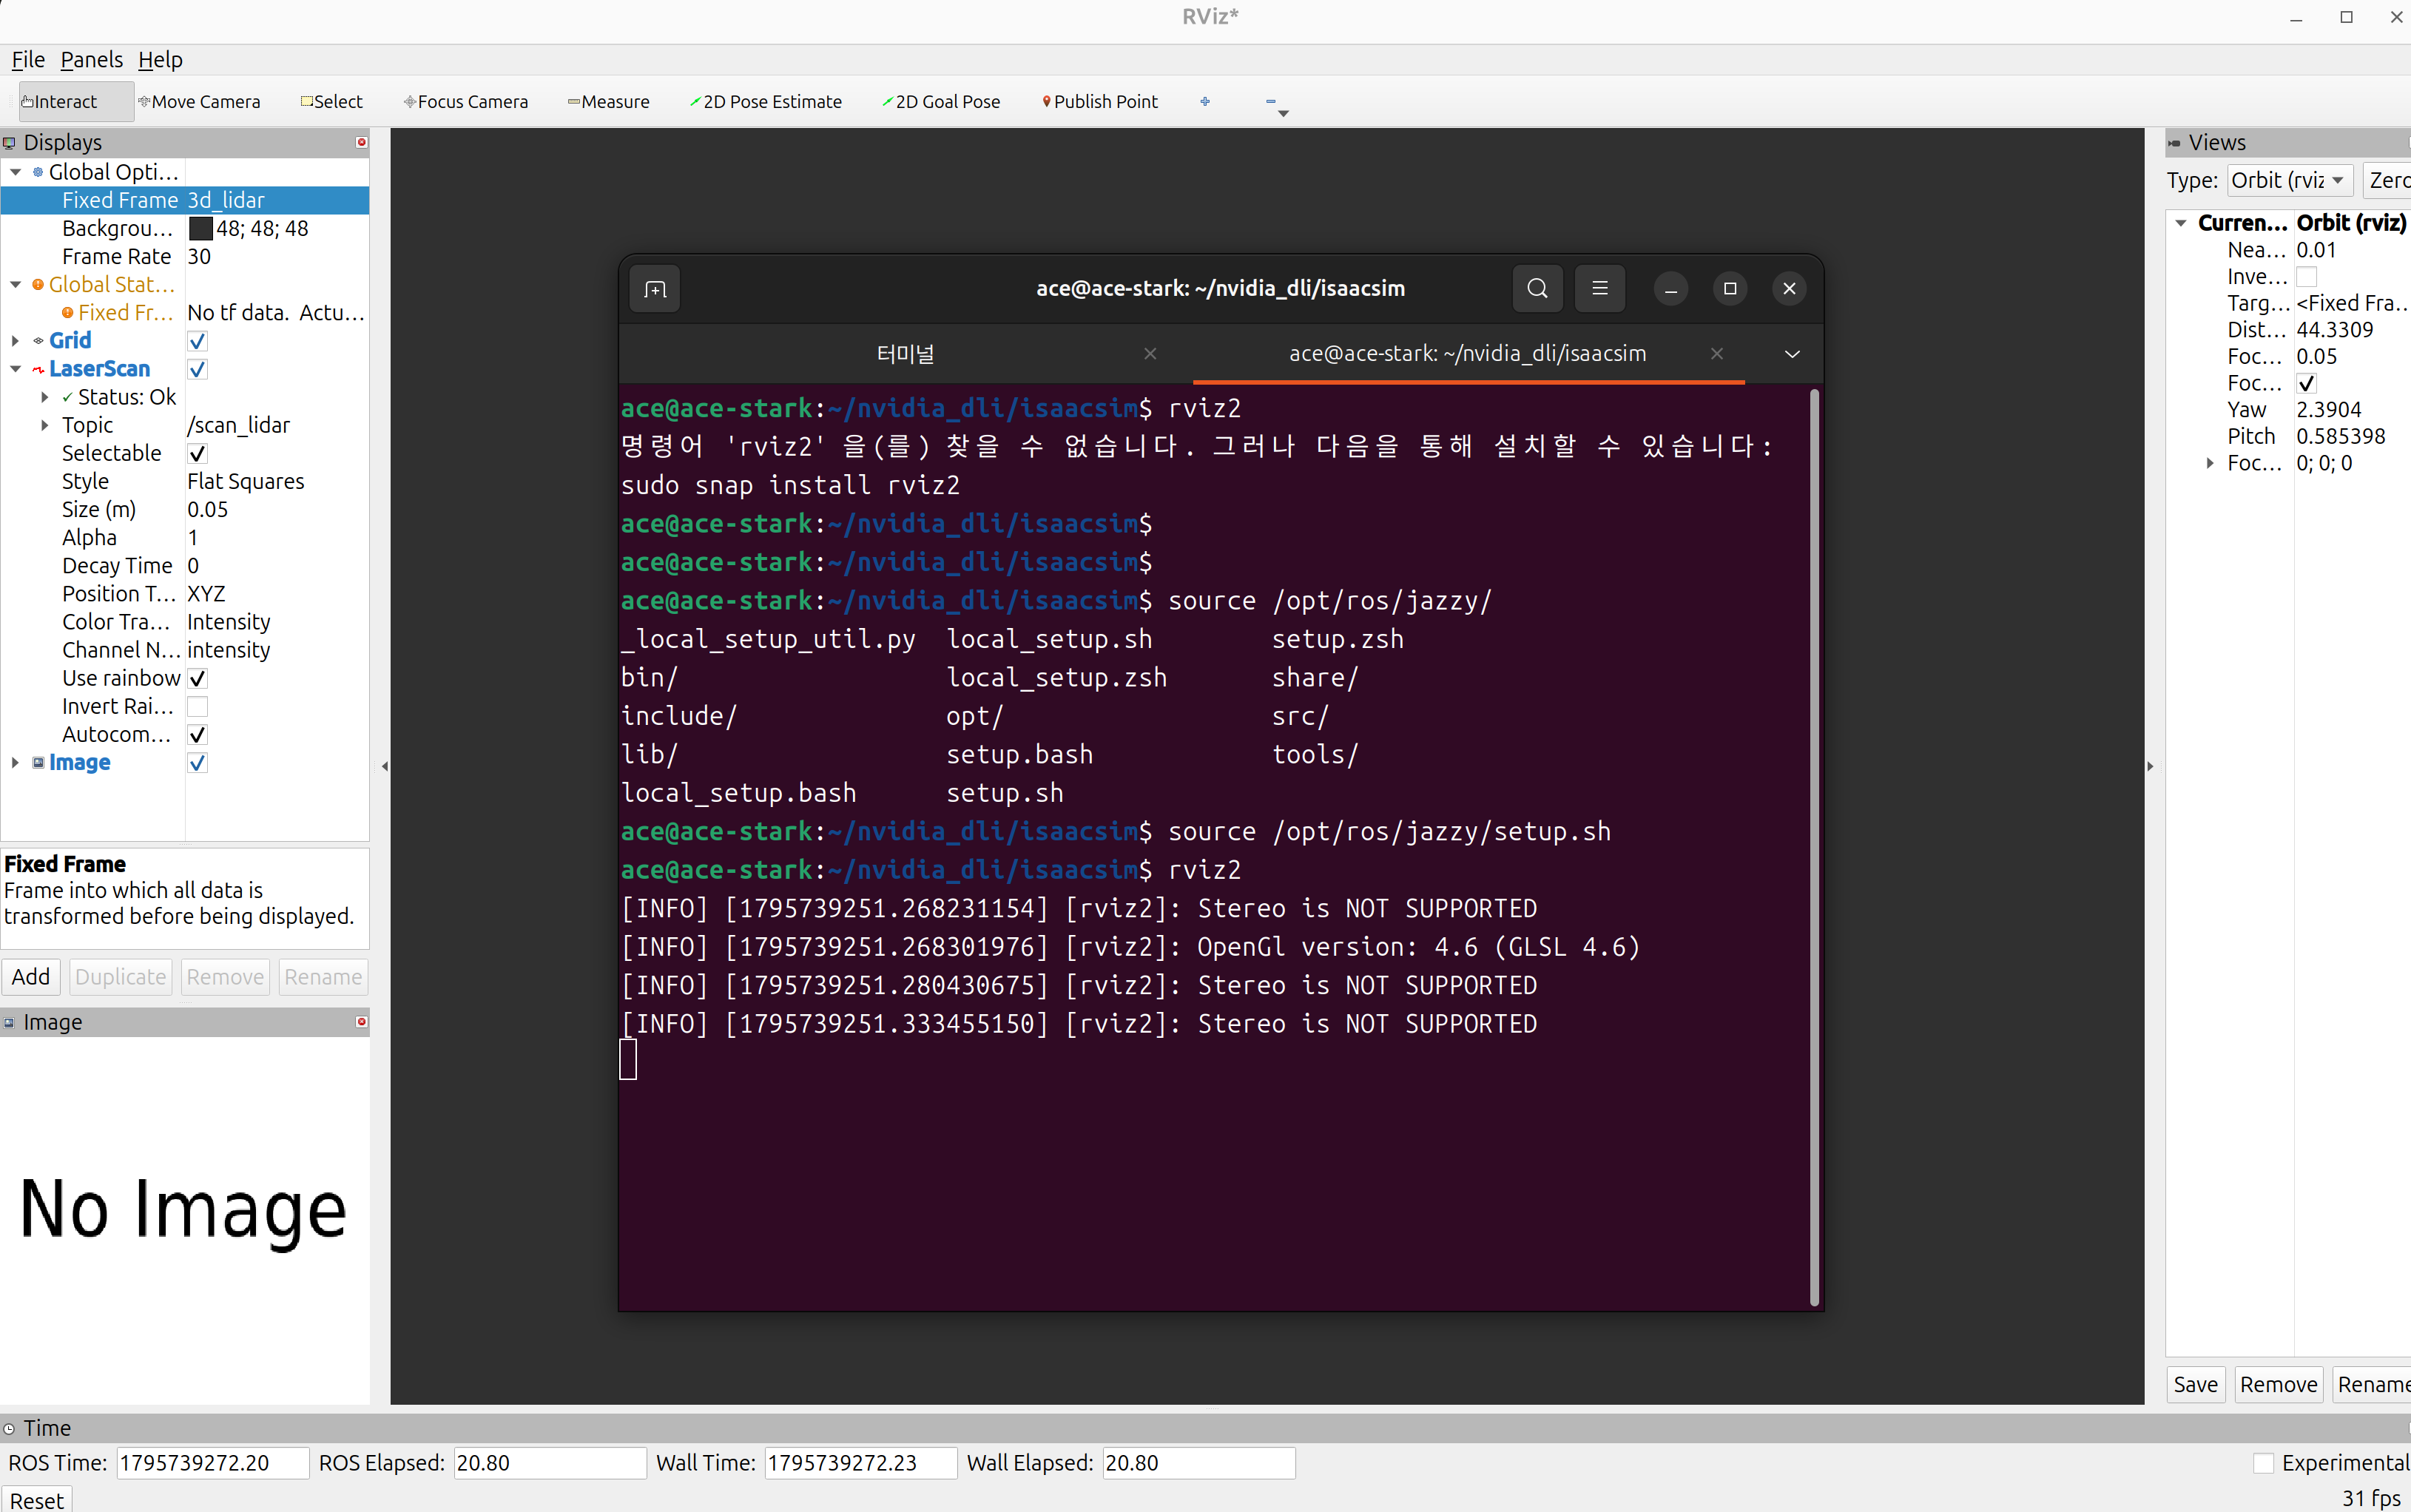 RViz*
File Panels Help
Interact Move Camera Select Focus Camera Measure 2D Pose Estimate 2D Goal Pose Publish Point
Displays
Global Opti...
Fixed Frame 3d_lidar
Backgrou... 48; 48; 48
Frame Rate 30
Global Stat...
Fixed Fr... No tf data. Actu...
Grid
LaserScan
Status: Ok
Topic /scan_lidar
Selectable
Style Flat Squares
Size (m) 0.05
Alpha 1
Decay Time 0
Position T... XYZ
Color Tra... Intensity
Channel N... intensity
Use rainbow
Invert Rai...
Autocom...
Image
Fixed Frame
Frame into which all data is
transformed before being displayed.
Add Duplicate Remove Rename
Image
No Image
ace@ace-stark: ~/nvidia_dli/isaacsim
터미널 ace@ace-stark: ~/nvidia_dli/isaacsim
ace@ace-stark:~/nvidia_dli/isaacsim$ rviz2
명령어 'rviz2' 을(를) 찾을 수 없습니다. 그러나 다음을 통해 설치할 수 있습니다:
sudo snap install rviz2
ace@ace-stark:~/nvidia_dli/isaacsim$
ace@ace-stark:~/nvidia_dli/isaacsim$
ace@ace-stark:~/nvidia_dli/isaacsim$ source /opt/ros/jazzy/
_local_setup_util.py local_setup.sh setup.zsh
bin/ local_setup.zsh share/
include/ opt/ src/
lib/ setup.bash tools/
local_setup.bash setup.sh
ace@ace-stark:~/nvidia_dli/isaacsim$ source /opt/ros/jazzy/setup.sh
ace@ace-stark:~/nvidia_dli/isaacsim$ rviz2
[INFO] [1795739251.268231154] [rviz2]: Stereo is NOT SUPPORTED
[INFO] [1795739251.268301976] [rviz2]: OpenGl version: 4.6 (GLSL 4.6)
[INFO] [1795739251.280430675] [rviz2]: Stereo is NOT SUPPORTED
[INFO] [1795739251.333455150] [rviz2]: Stereo is NOT SUPPORTED
Views
Type: Orbit (rviz Zero
Curren... Orbit (rviz)
Nea... 0.01
Inve...
Targ... <Fixed Fra...
Dist... 44.3309
Foc... 0.05
Foc...
Yaw 2.3904
Pitch 0.585398
Foc... 0; 0; 0
Save Remove Rename
Time
ROS Time: 1795739272.20 ROS Elapsed: 20.80 Wall Time: 1795739272.23 Wall Elapsed: 20.80 Experimental
Reset 31 fps